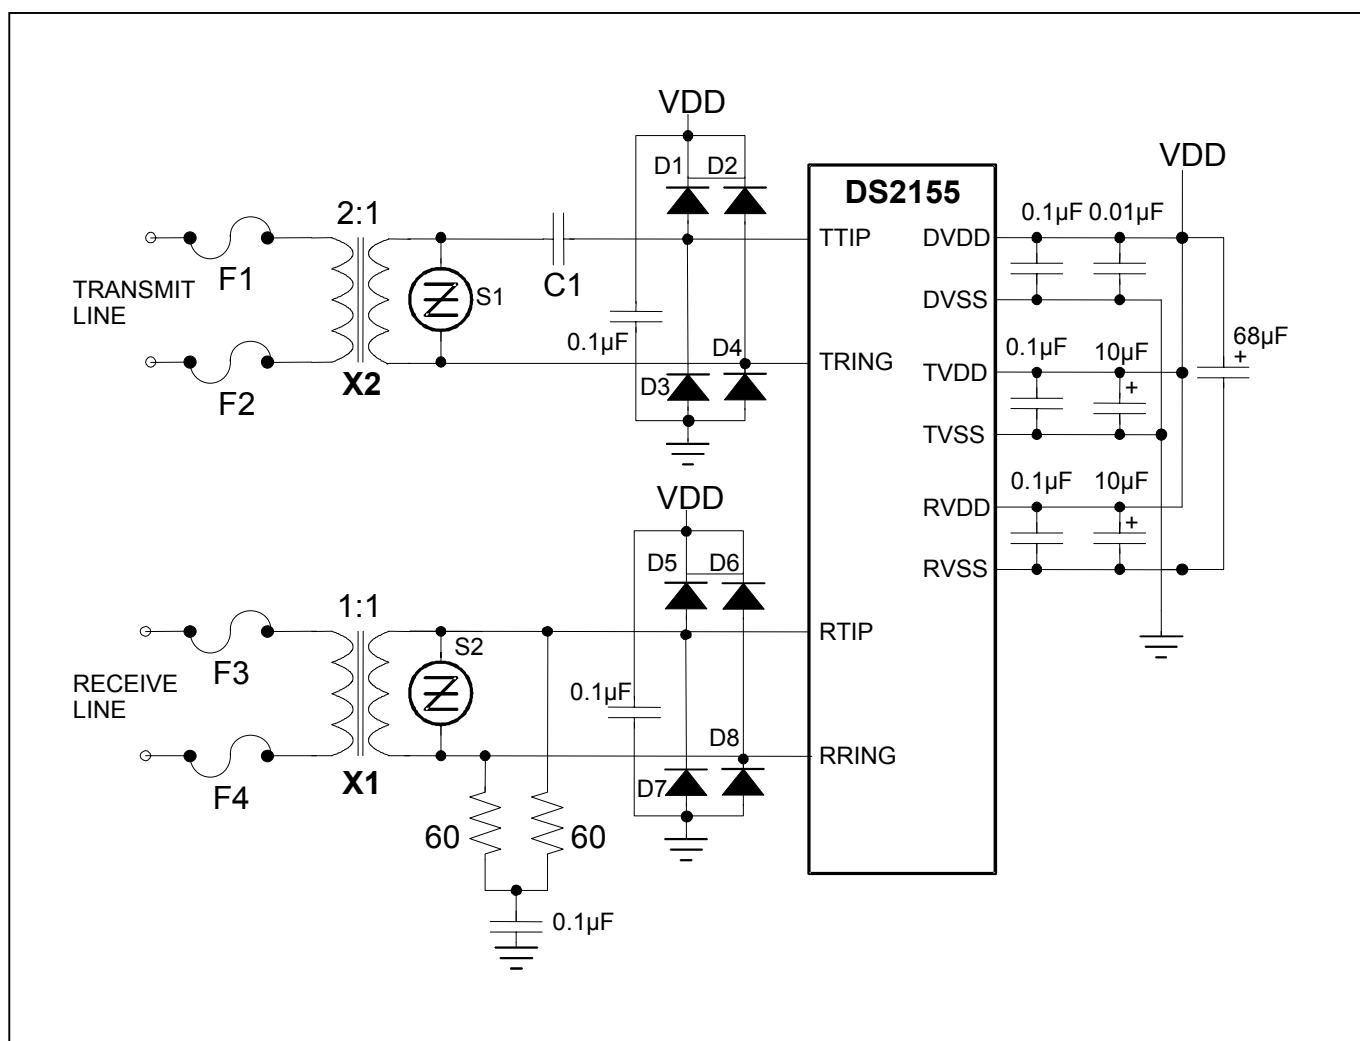 VDD
D1
D2
VDD
DS2155
0.1µF
0.01µF
2:1
TTIP
DVDD
F1
C1
TRANSMIT
LINE
S1
DVSS
0.1µF
68µF
+
0.1µF
10µF
D4
TRING
TVDD
X2
D3
F2
+
TVSS
0.1µF
10µF
VDD
RVDD
+
D5
D6
RVSS
1:1
RTIP
S2
F3
RECEIVE
LINE
0.1µF
D8
RRING
X1
D7
F4
60
60
0.1µF